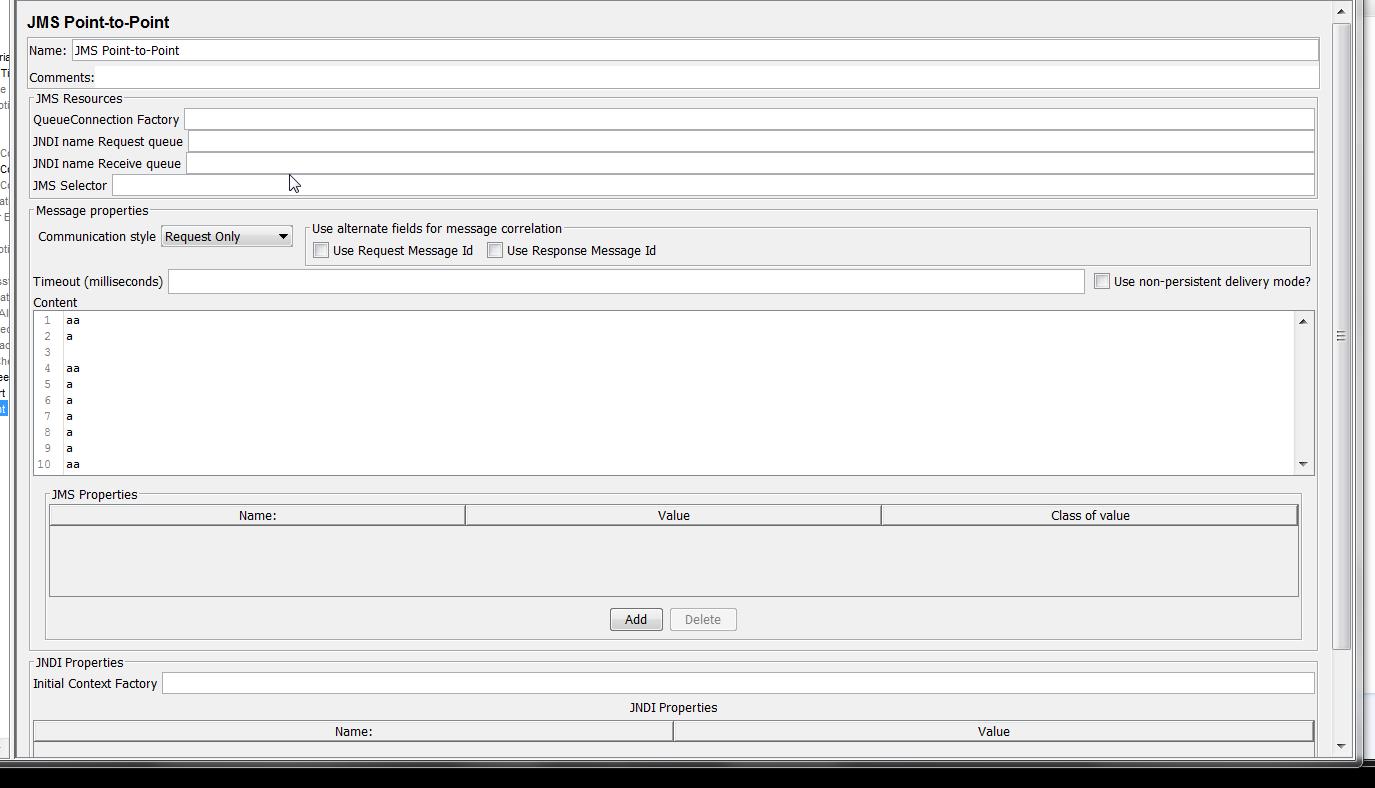 JMS Point-to-Point
Name: JMS Point-to-Point
Comments:
JMS Resources
QueueConnection Factory
JNDI name Request queue
JNDI name Receive queue
JMS Selector
Message properties
Communication style Request Only
Use alternate fields for message correlation
Use Request Message Id Use Response Message Id
Timeout (milliseconds) Use non-persistent delivery mode?
Content
1 aa
2 a
3
4 aa
5 a
6 a
7 a
8 a
9 a
10 aa
JMS Properties
Name: Value Class of value
Add Delete
JNDI Properties
Initial Context Factory
JNDI Properties
Name: Value